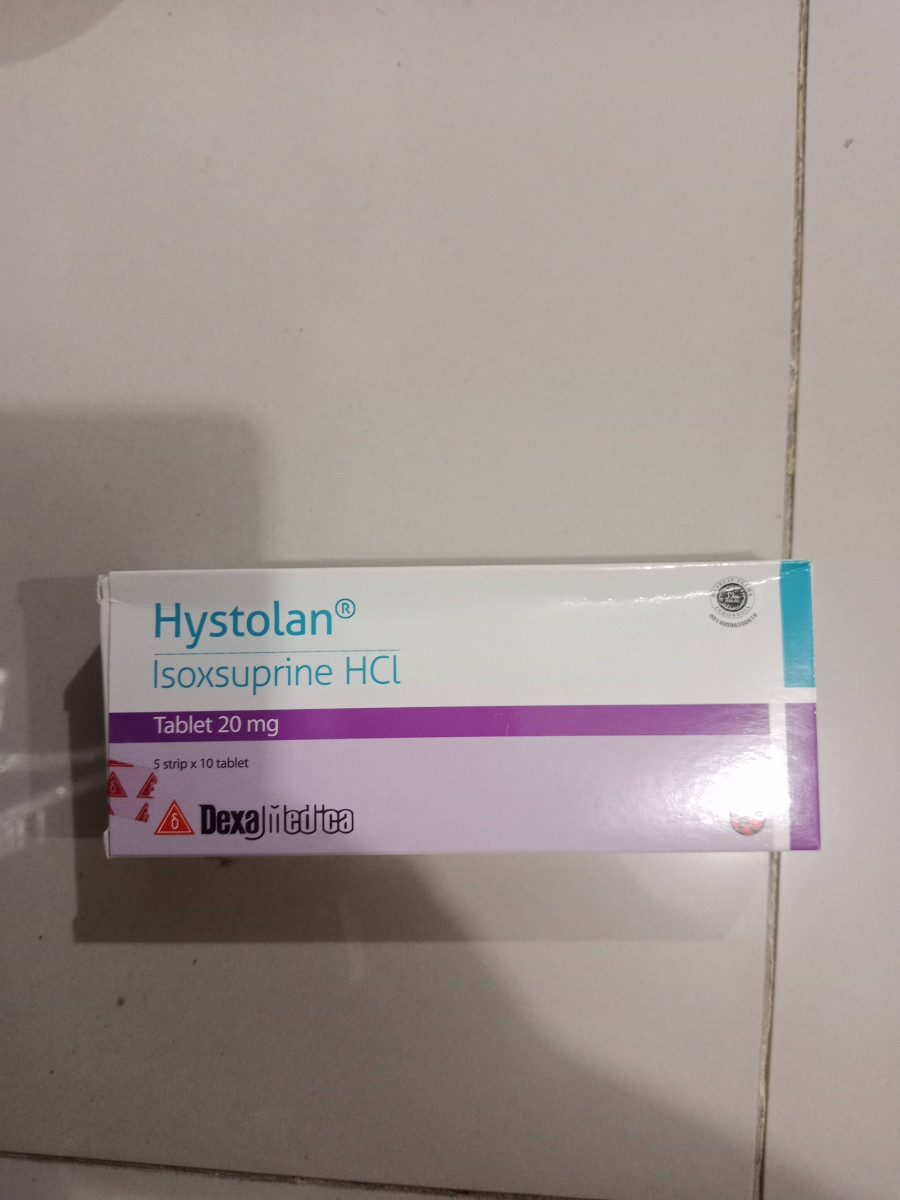 Hystolan®
Isoxsuprine HCl
Tablet 20 mg
5 strip x 10 tablet
δ DexaMedica